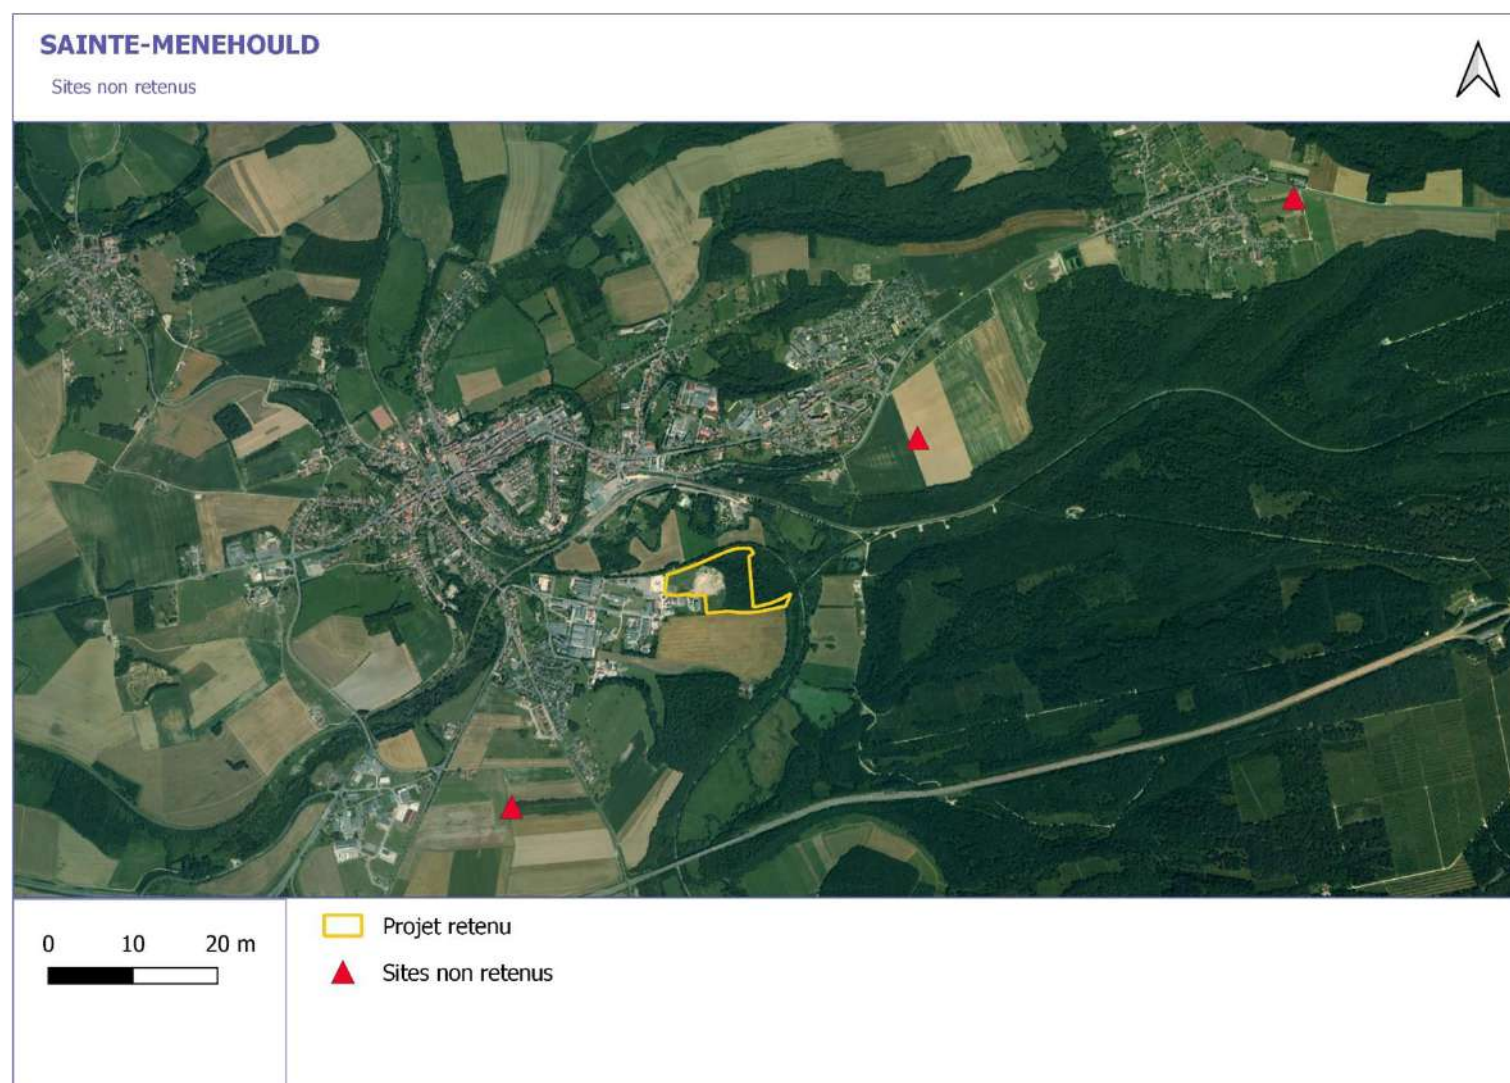 SAINTE-MENEHOULD
Sites non retenus
0 10 20 m
Projet retenu
Sites non retenus